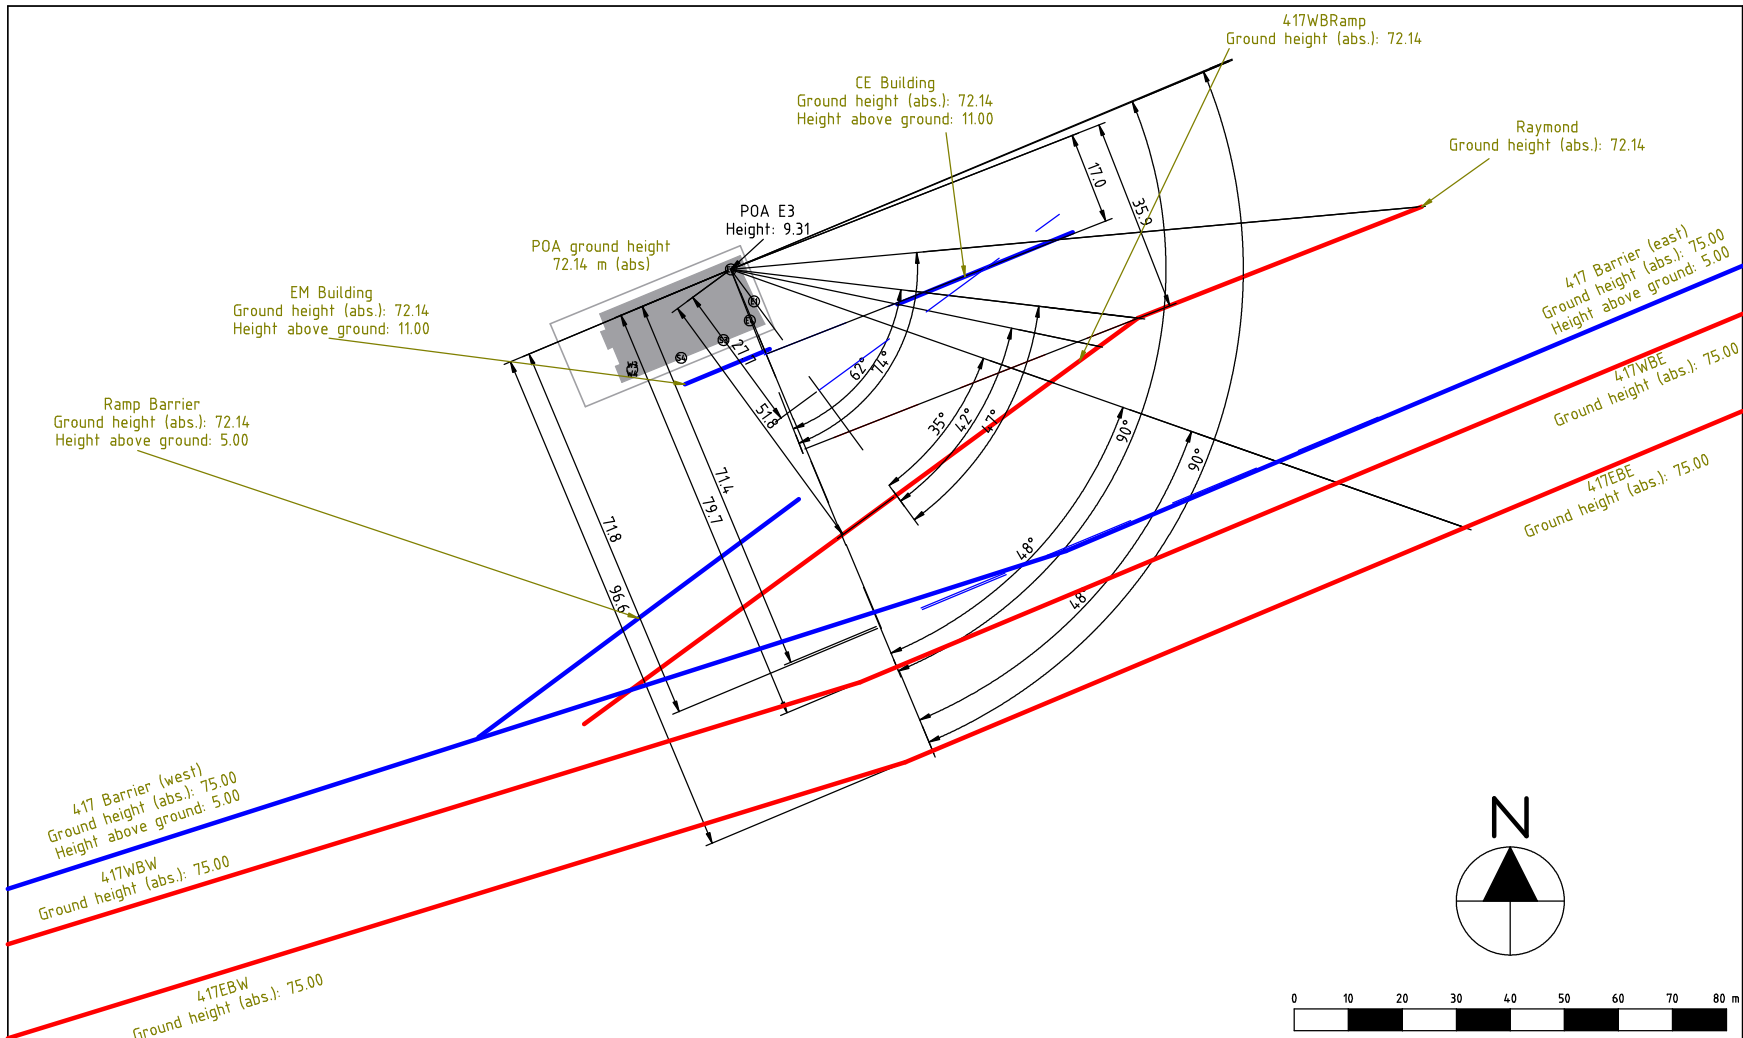 417WBRamp
Ground height (abs.): 72.14
CE Building
Ground height (abs.): 72.14
Height above ground: 11.00
Raymond
Ground height (abs.): 72.14
POA E3
Height: 9.31
POA ground height
72.14 m (abs)
EM Building
Ground height (abs.): 72.14
Height above ground: 11.00
Ramp Barrier
Ground height (abs.): 72.14
Height above ground: 5.00
417 Barrier (east)
Ground height (abs.): 75.00
Height above ground: 5.00
417WBE
Ground height (abs.): 75.00
417EBE
Ground height (abs.): 75.00
417 Barrier (west)
Ground height (abs.): 75.00
Height above ground: 5.00
417WBW
Ground height (abs.): 75.00
417EBW
Ground height (abs.): 75.00
17.0
35.9
27.7
51.8
71.4
79.7
71.8
96.6
62°
74°
35°
42°
47°
90°
90°
48°
48
N
0 10 20 30 40 50 60 70 80 m